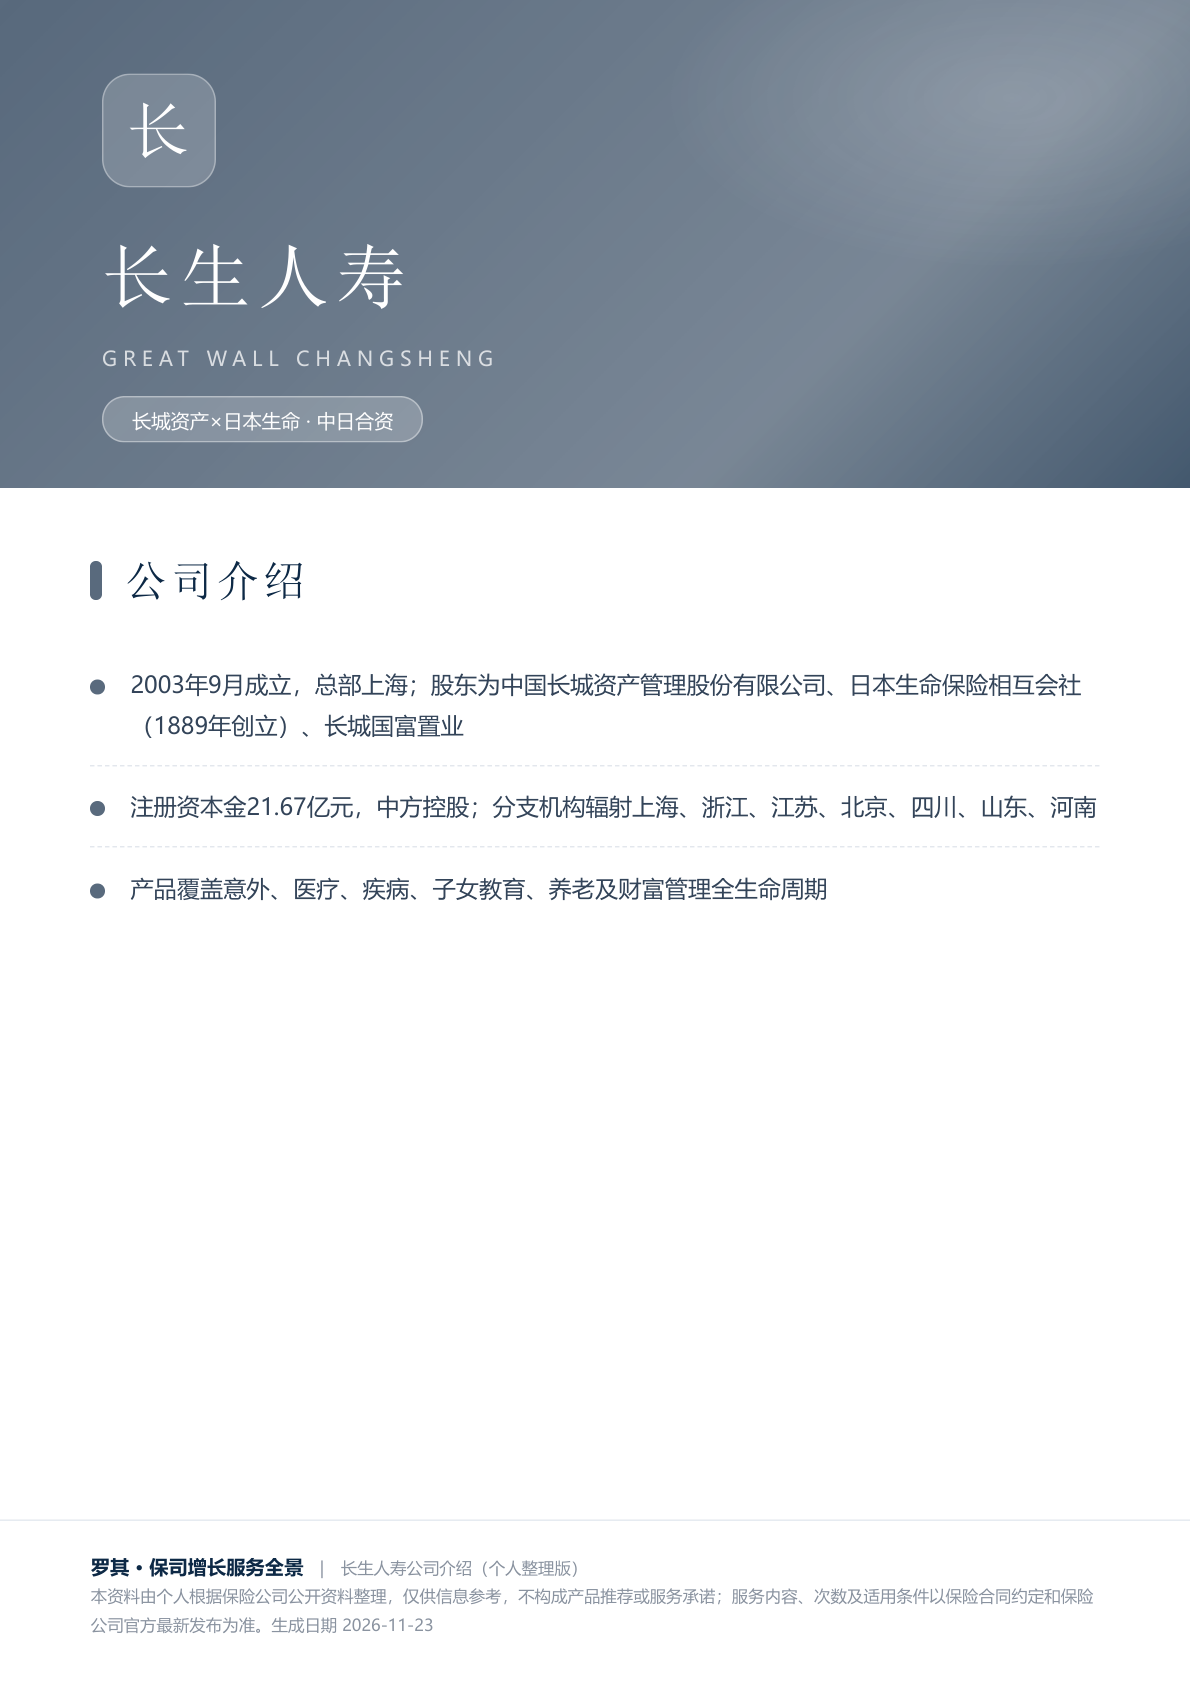 长
长生人寿
GREAT WALL CHANGSHENG
长城资产×日本生命 · 中日合资
公司介绍
2003年9月成立，总部上海；股东为中国长城资产管理股份有限公司、日本生命保险相互会社
（1889年创立）、长城国富置业
注册资本金21.67亿元，中方控股；分支机构辐射上海、浙江、江苏、北京、四川、山东、河南
产品覆盖意外、医疗、疾病、子女教育、养老及财富管理全生命周期
罗其·保司增长服务全景 | 长生人寿公司介绍（个人整理版）
本资料由个人根据保险公司公开资料整理，仅供信息参考，不构成产品推荐或服务承诺；服务内容、次数及适用条件以保险合同约定和保险
公司官方最新发布为准。生成日期 2026-11-23